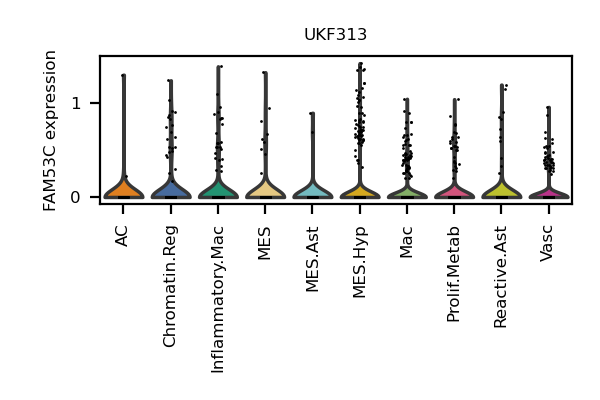 UKF313
FAM53C expression
1
0
AC
Chromatin.Reg
Inflammatory.Mac
MES
MES.Ast
MES.Hyp
Mac
Prolif.Metab
Reactive.Ast
Vasc